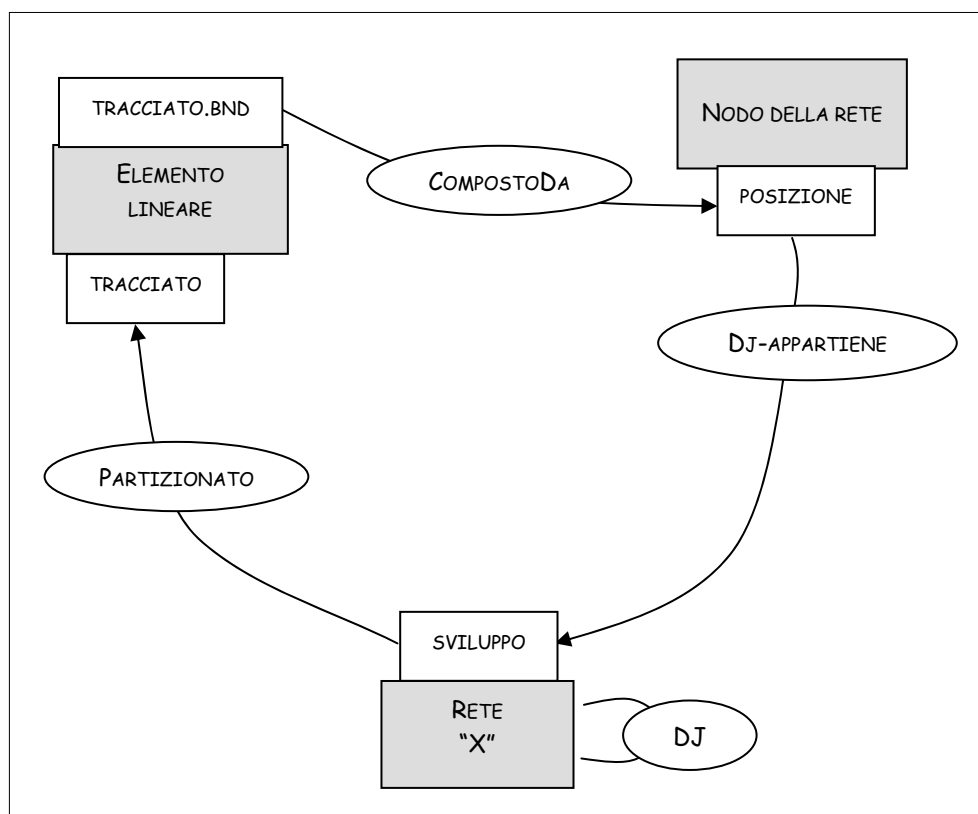 TRACCIATO.BND
NODO DELLA RETE
ELEMENTO
LINEARE
COMPOSTODA
POSIZIONE
TRACCIATO
DJ-APPARTIENE
PARTIZIONATO
SVILUPPO
RETE
“X”
DJ